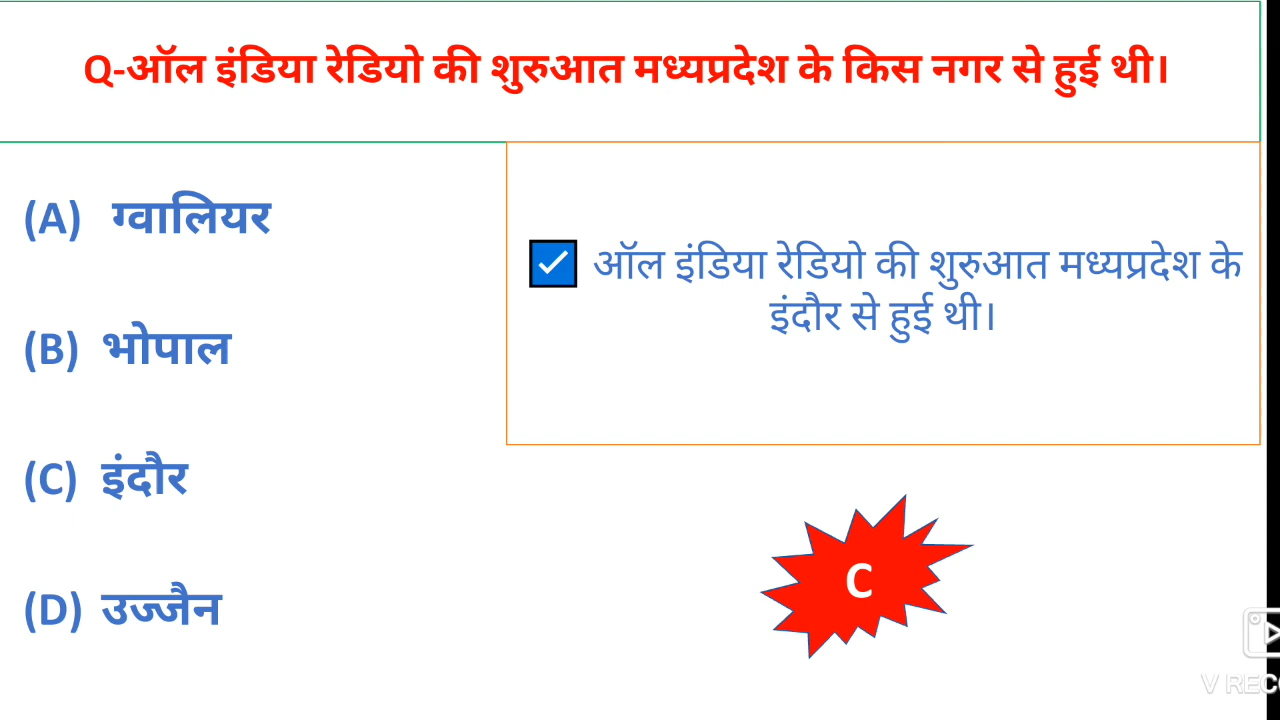 Q-ऑल इंडिया रेडियो की शुरुआत मध्यप्रदेश के किस नगर से हुई थी।
(A) ग्वालियर
(B) भोपाल
(C) इंदौर
(D) उज्जैन
ऑल इंडिया रेडियो की शुरुआत मध्यप्रदेश के
इंदौर से हुई थी।
C